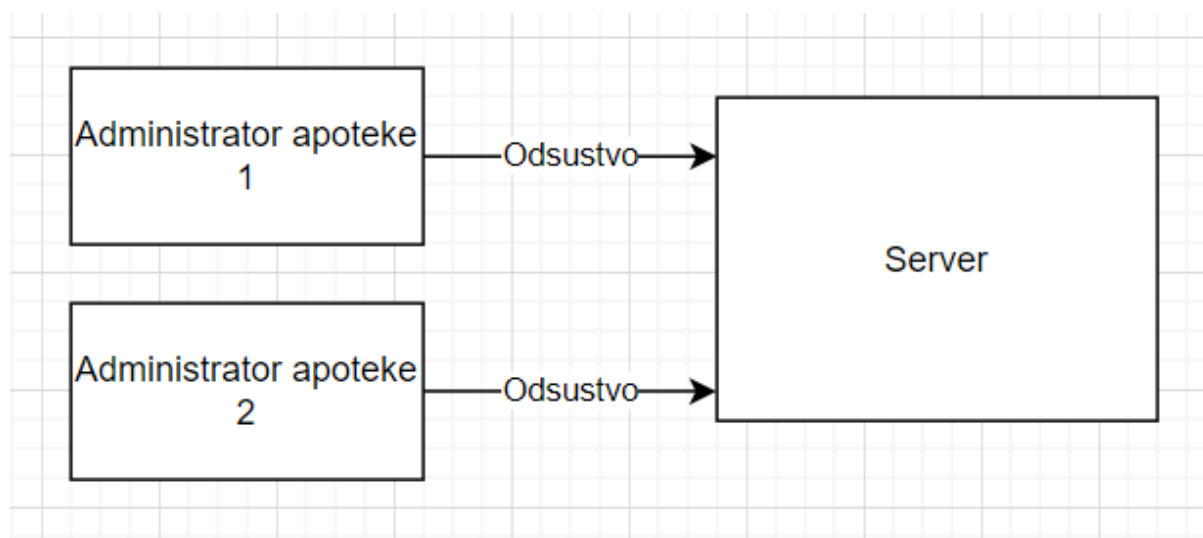 Administrator apoteke
1
Odsustvo
Server
Administrator apoteke
2
Odsustvo